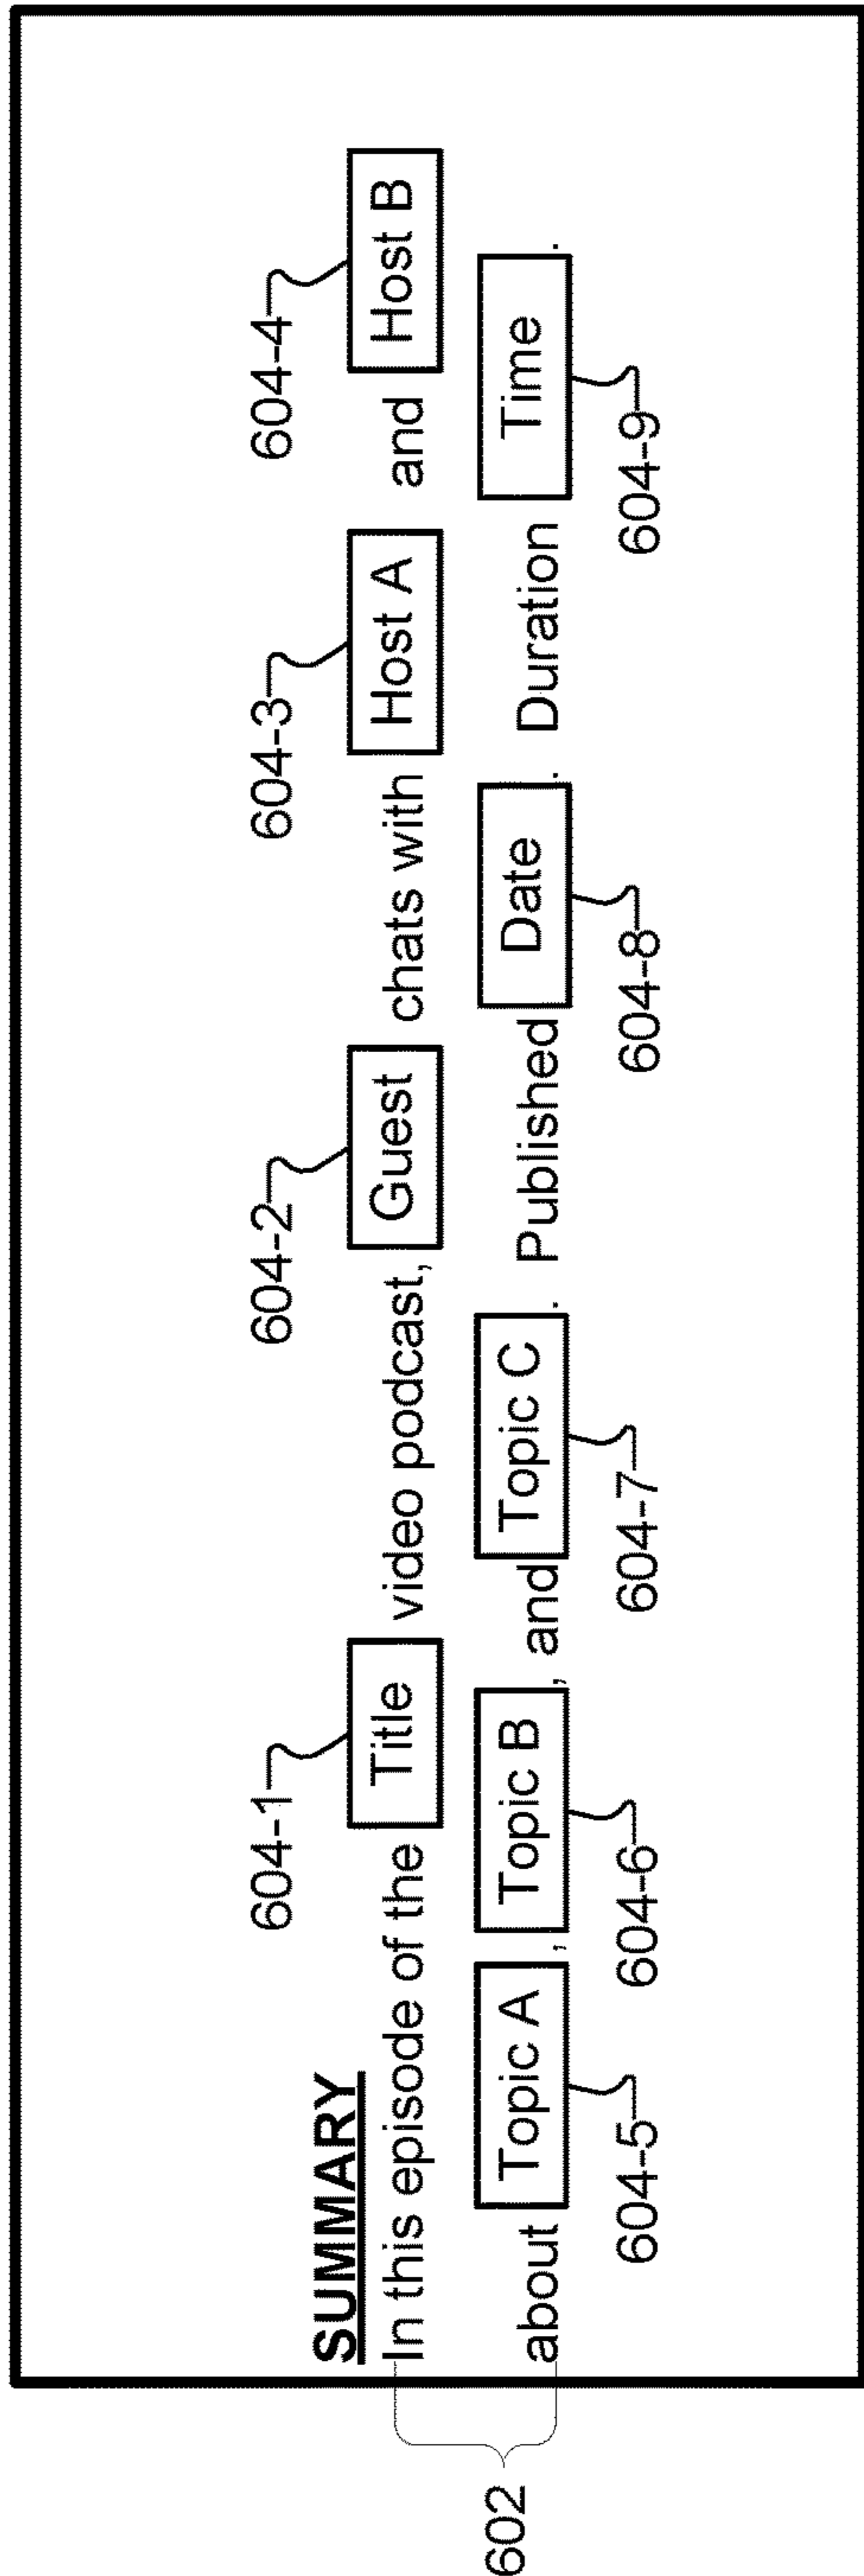 SUMMARY
604-1 604-2 604-3 604-4
In this episode of the Title video podcast, Guest chats with Host A and Host B
about Topic A, Topic B, and Topic C. Published Date. Duration Time.
604-5 604-6 604-7 604-8 604-9
602